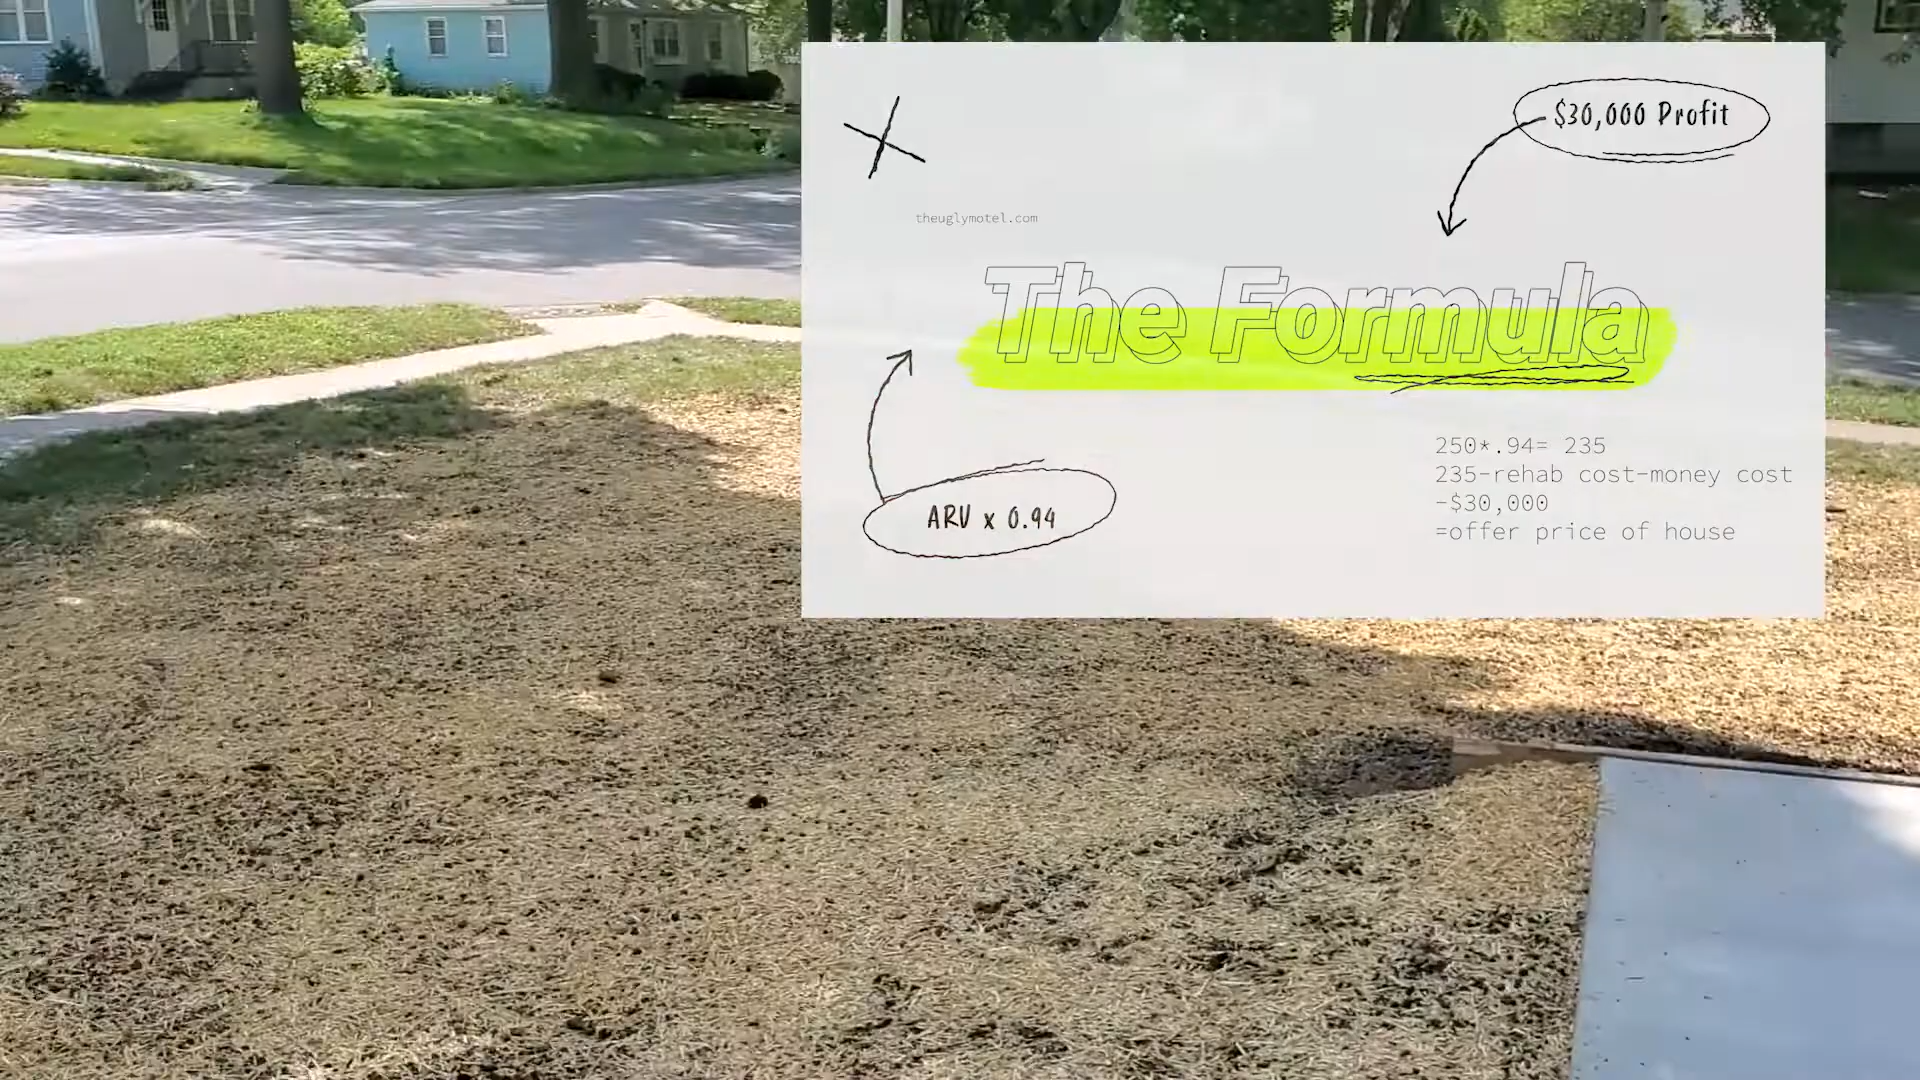 $30,000 Profit
theuglymotel.com
The Formula
250*.94= 235
235-rehab cost-money cost
-$30,000
=offer price of house
ARV x 0.94